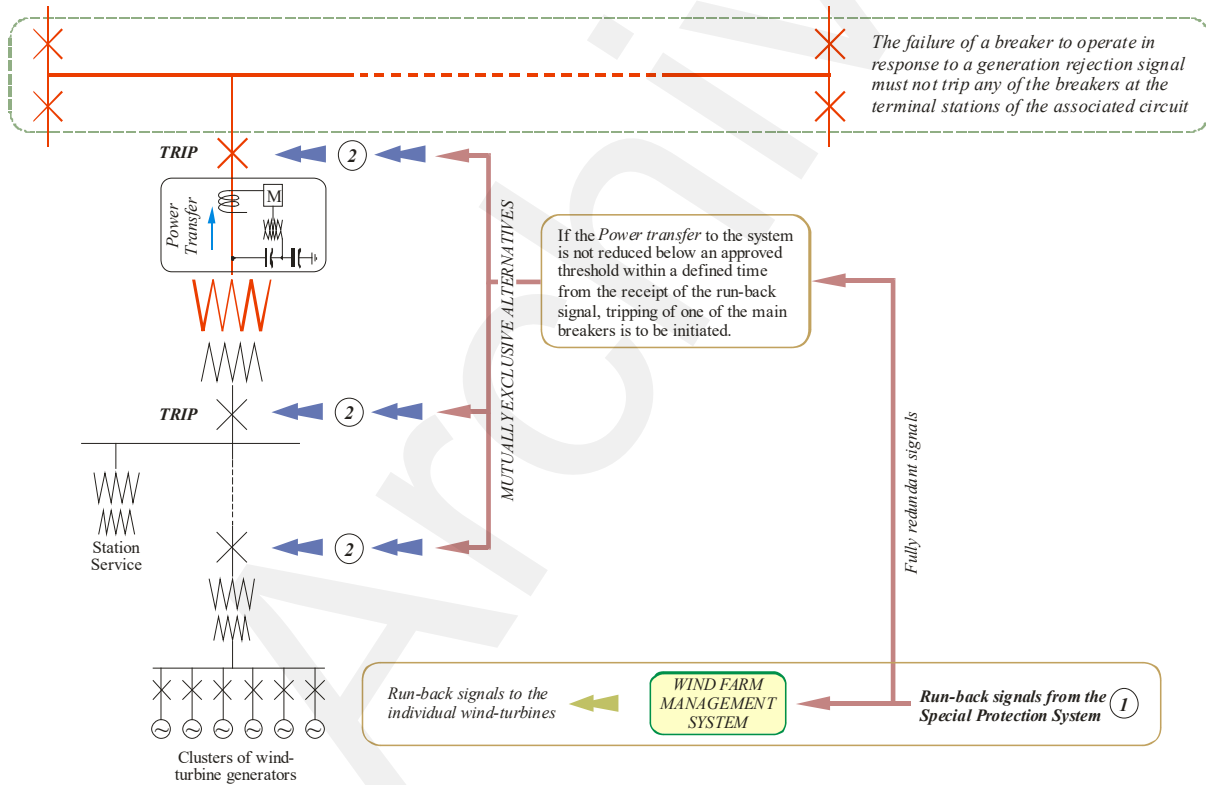 The failure of a breaker to operate in
response to a generation rejection signal
must not trip any of the breakers at the
terminal stations of the associated circuit
TRIP
2
Power
Transfer
M
MUTUALLY EXCLUSIVE ALTERNATIVES
If the Power transfer to the system
is not reduced below an approved
threshold within a defined time
from the receipt of the run-back
signal, tripping of one of the main
breakers is to be initiated.
TRIP
2
Fully redundant signals
Station
Service
2
Run-back signals to the
individual wind-turbines
WIND FARM
MANAGEMENT
SYSTEM
Run-back signals from the
Special Protection System
1
Clusters of wind-
turbine generators
Archiv